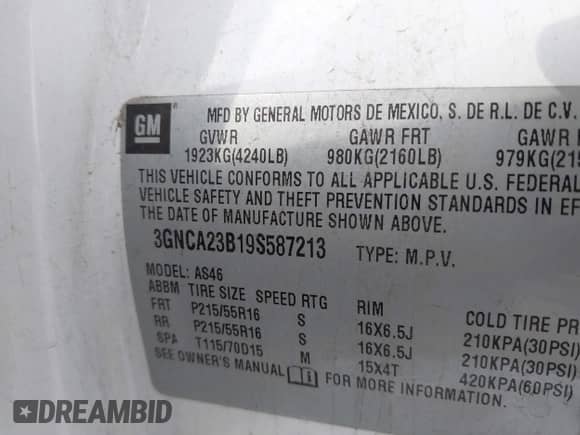 GM
MFD BY GENERAL MOTORS DE MEXICO, S. DE R.L. DE C.V.
GVWR GAWR FRT GAWR
1923KG(4240LB) 980KG(2160LB) 979KG(21
THIS VEHICLE CONFORMS TO ALL APPLICABLE U.S. FEDERAL
VEHICLE SAFETY AND THEFT PREVENTION STANDARDS IN EF
THE DATE OF MANUFACTURE SHOWN ABOVE.
3GNCA23B19S587213 TYPE: M.P.V.
MODEL: AS46
ABBM TIRE SIZE SPEED RTG RIM COLD TIRE PR
FRT P215/55R16 S 16X6.5J 210KPA(30PSI)
RR P215/55R16 S 16X6.5J 210KPA(30PSI)
SPA T115/70D15 M 15X4T 420KPA(60PSI)
SEE OWNER'S MANUAL FOR MORE INFORMATION.
DREAMBID